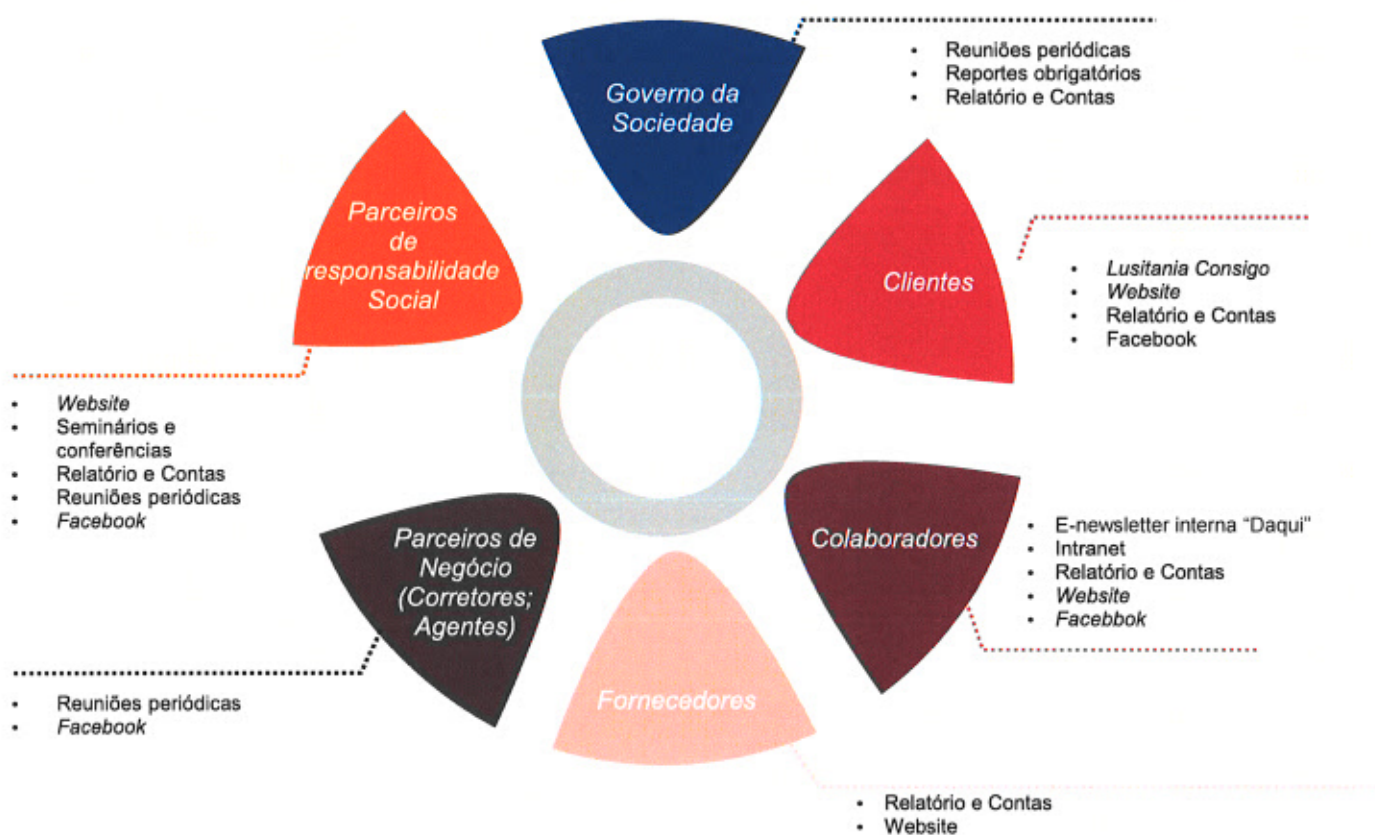 Governo da
Sociedade
• Reuniões periódicas
• Reportes obrigatórios
• Relatório e Contas
Clientes
• Lusitania Consigo
• Website
• Relatório e Contas
• Facebook
Colaboradores
• E-newsletter interna “Daqui”
• Intranet
• Relatório e Contas
• Website
• Facebbok
Fornecedores
• Relatório e Contas
• Website
Parceiros de
Negócio
(Corretores;
Agentes)
• Reuniões periódicas
• Facebook
Parceiros
de
responsabilidade
Social
• Website
• Seminários e
conferências
• Relatório e Contas
• Reuniões periódicas
• Facebook